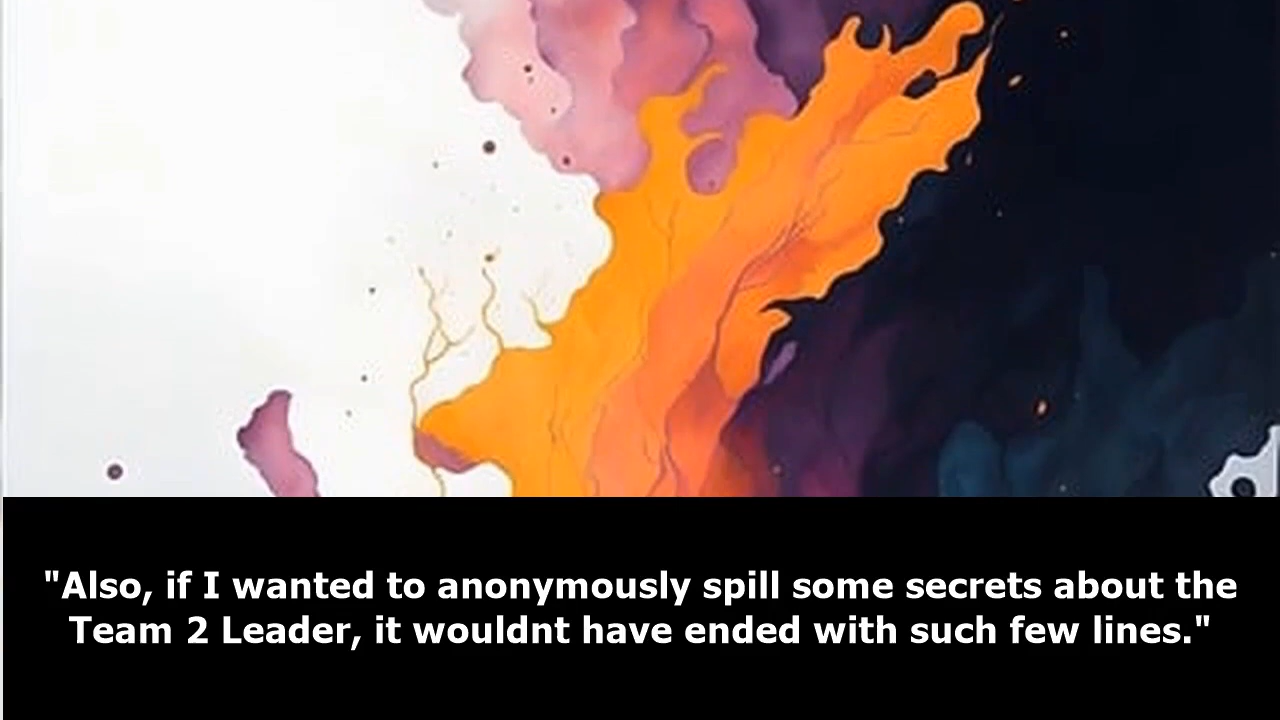 "Also, if I wanted to anonymously spill some secrets about the
Team 2 Leader, it wouldnt have ended with such few lines."